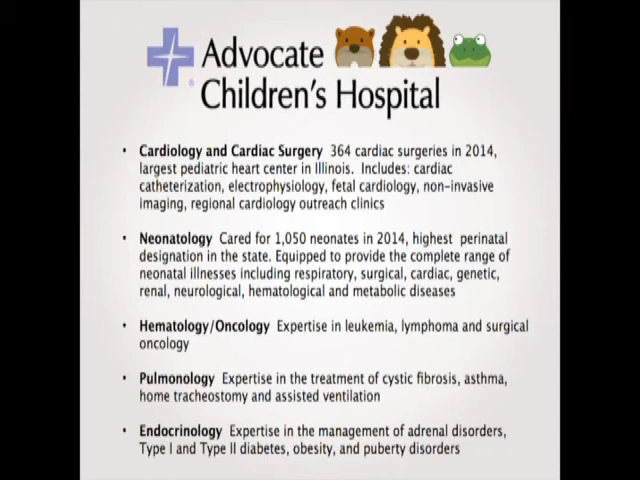 Advocate
Children's Hospital
®
• Cardiology and Cardiac Surgery 364 cardiac surgeries in 2014,
largest pediatric heart center in Illinois. Includes: cardiac
catheterization, electrophysiology, fetal cardiology, non-invasive
imaging, regional cardiology outreach clinics
• Neonatology Cared for 1,050 neonates in 2014, highest perinatal
designation in the state. Equipped to provide the complete range of
neonatal illnesses including respiratory, surgical, cardiac, genetic,
renal, neurological, hematological and metabolic diseases
• Hematology/Oncology Expertise in leukemia, lymphoma and surgical
oncology
• Pulmonology Expertise in the treatment of cystic fibrosis, asthma,
home tracheostomy and assisted ventilation
• Endocrinology Expertise in the management of adrenal disorders,
Type I and Type II diabetes, obesity, and puberty disorders